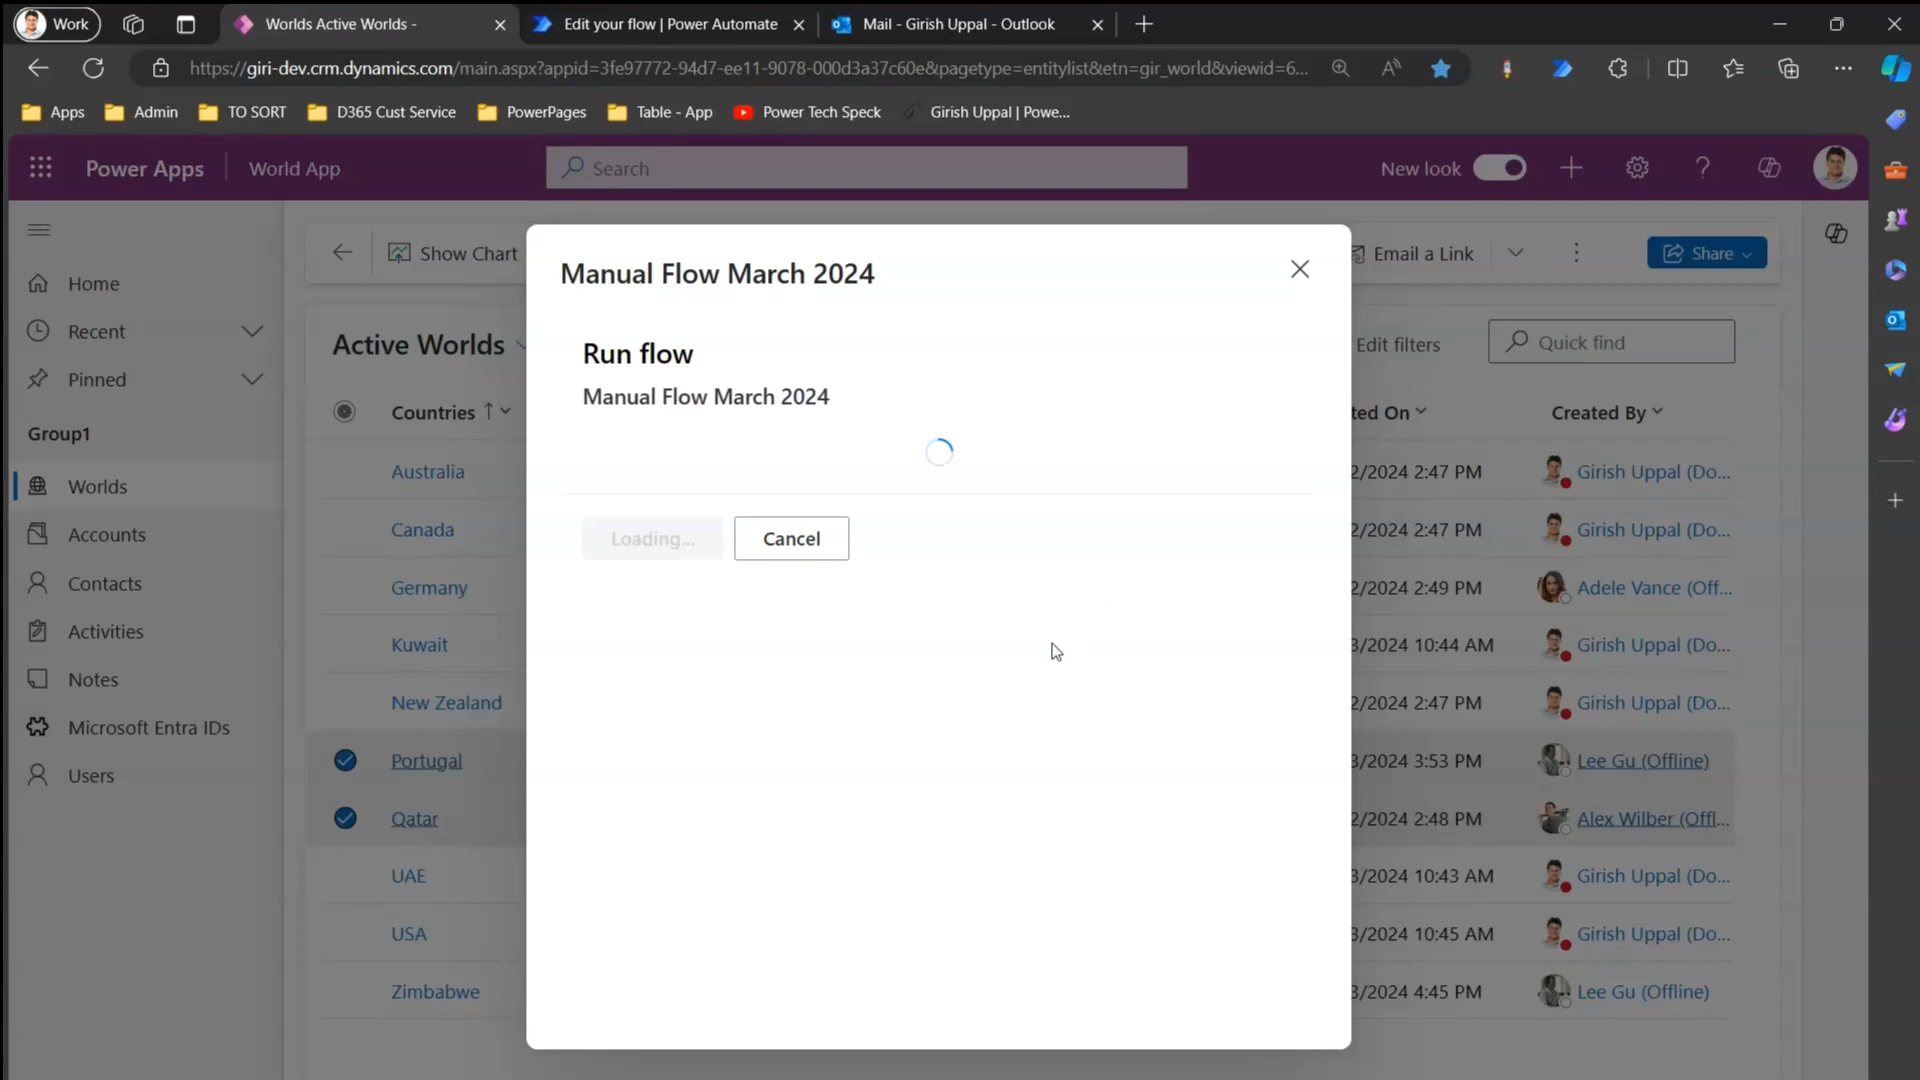 Work
Worlds Active Worlds -
Edit your flow | Power Automate
Mail - Girish Uppal - Outlook
https://giri-dev.crm.dynamics.com/main.aspx?appid=3fe97772-94d7-ee11-9078-000d3a37c60e&pagetype=entitylist&etn=gir_world&viewid=6...
Apps
Admin
TO SORT
D365 Cust Service
PowerPages
Table - App
Power Tech Speck
Girish Uppal | Powe...
Power Apps
World App
Search
New look
Show Chart
Email a Link
Share
Home
Recent
Pinned
Group1
Worlds
Accounts
Contacts
Activities
Notes
Microsoft Entra IDs
Users
Manual Flow March 2024
Run flow
Manual Flow March 2024
Loading...
Cancel
Active Worlds
Edit filters
Quick find
Countries
ted On
Created By
Australia
2/2024 2:47 PM
Girish Uppal (Do...
Canada
2/2024 2:47 PM
Girish Uppal (Do...
Germany
2/2024 2:49 PM
Adele Vance (Off...
Kuwait
3/2024 10:44 AM
Girish Uppal (Do...
New Zealand
2/2024 2:47 PM
Girish Uppal (Do...
Portugal
3/2024 3:53 PM
Lee Gu (Offline)
Qatar
2/2024 2:48 PM
Alex Wilber (Offl...
UAE
3/2024 10:43 AM
Girish Uppal (Do...
USA
3/2024 10:45 AM
Girish Uppal (Do...
Zimbabwe
3/2024 4:45 PM
Lee Gu (Offline)